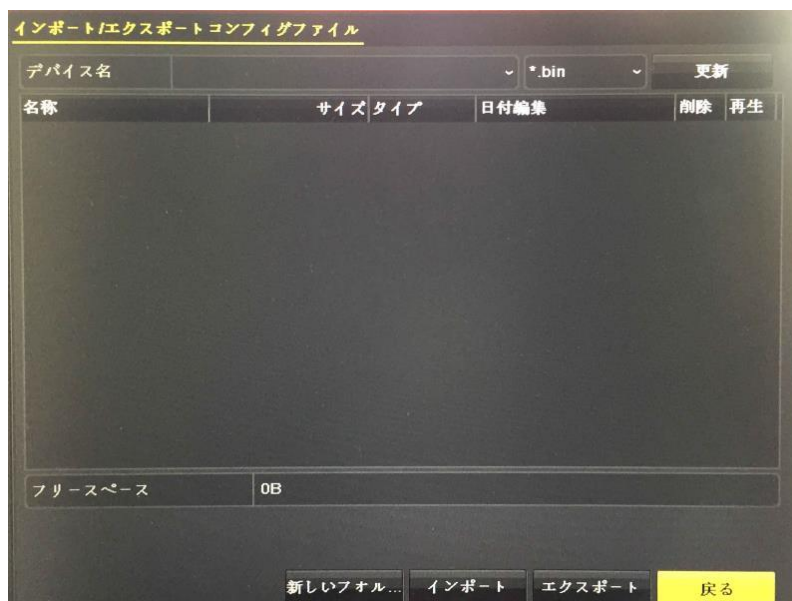 インポート/エクスポートコンフィグファイル
デバイス名 *.bin 更新
名称 サイズ タイプ 日付編集 削除 再生
フリースペース 0B
新しいフォル... インポート エクスポート 戻る